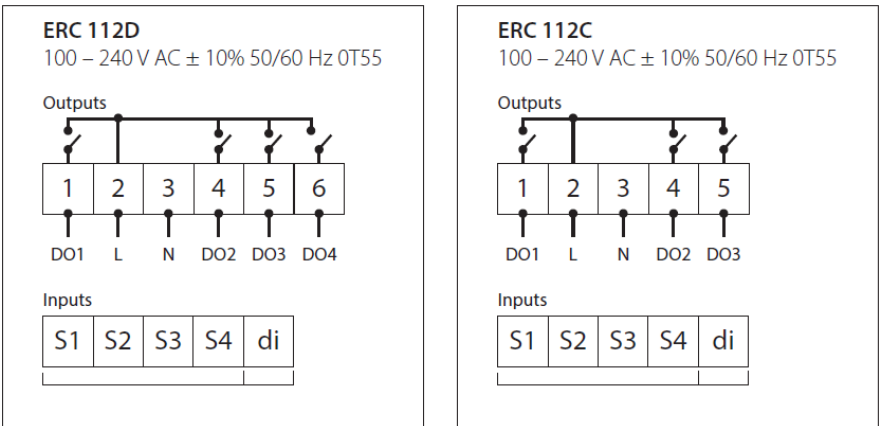 ERC 112D
100 – 240 V AC ± 10% 50/60 Hz 0T55
Outputs
1 2 3 4 5 6
DO1 L N DO2 DO3 DO4
Inputs
S1 S2 S3 S4 di
ERC 112C
100 – 240 V AC ± 10% 50/60 Hz 0T55
Outputs
1 2 3 4 5
DO1 L N DO2 DO3
Inputs
S1 S2 S3 S4 di